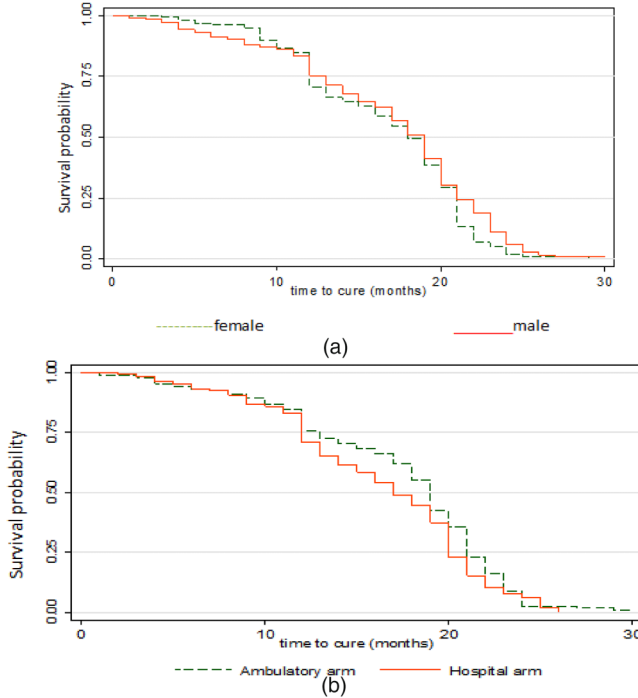 Survival probability
1.00
0.75
0.50
0.25
0.00
0 10 20 30
time to cure (months)
female male
(a)
Survival probability
1.00
0.75
0.50
0.25
0.00
0 10 20 30
time to cure (months)
Ambulatory arm Hospital arm
(b)